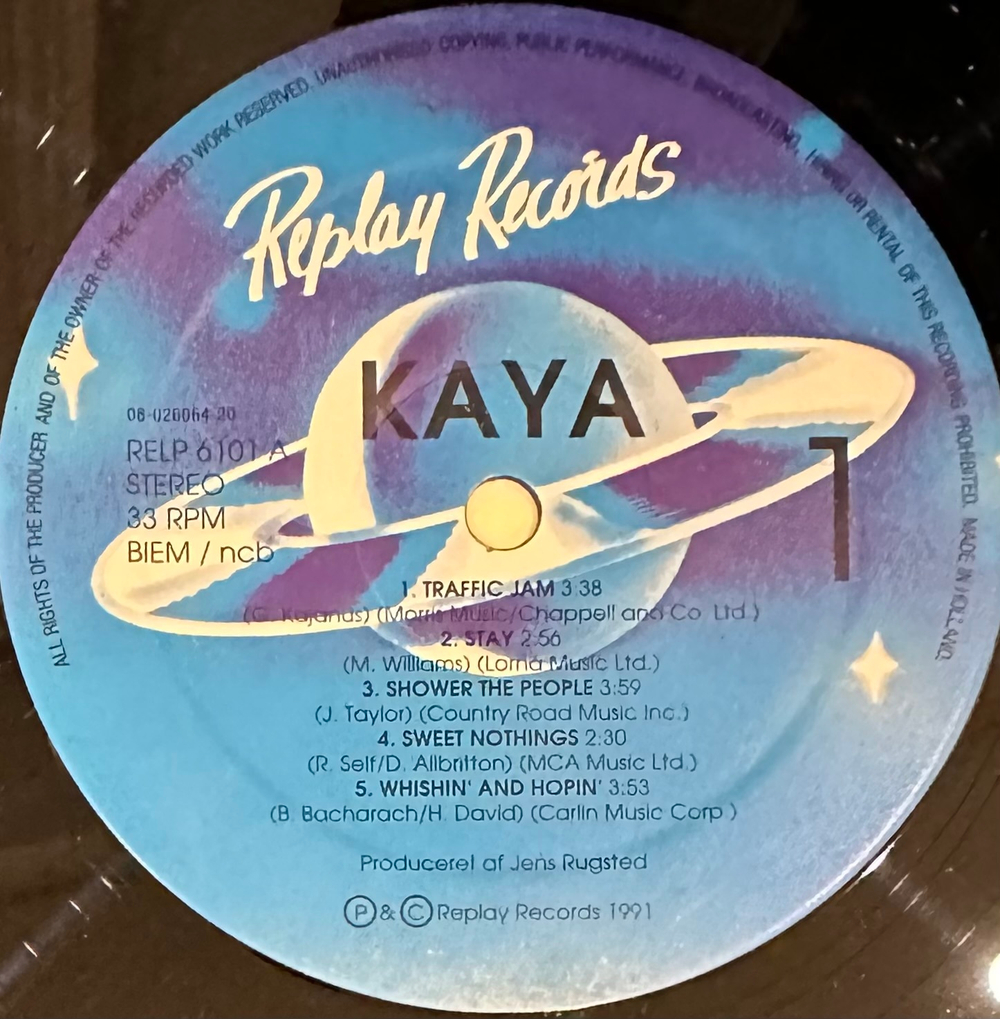 ALL RIGHTS OF THE PRODUCER AND OF THE OWNER OF THE RECORDED WORK RESERVED. UNAUTHORISED COPYING, PUBLIC PERFORMANCE, BROADCASTING, HIRING OR RENTAL OF THIS RECORDING PROHIBITED. MADE IN HOLLAND.
Replay Records
KAYA
1
06-026064-20
RELP 6101 A
STEREO
33 RPM
BIEM / ncb
1. TRAFFIC JAM 3:38
(Morris Music/Chappell and Co Ltd.)
2. STAY 2:56
(M. Williams) (Lorna Music Ltd.)
3. SHOWER THE PEOPLE 3:59
(J. Taylor) (Country Road Music Inc.)
4. SWEET NOTHINGS 2:30
(R. Self/D. Allbritton) (MCA Music Ltd.)
5. WHISHIN' AND HOPIN' 3:53
(B. Bacharach/H. David) (Carlin Music Corp.)
Produceret af Jens Rugsted
Ⓟ & Ⓒ Replay Records 1991